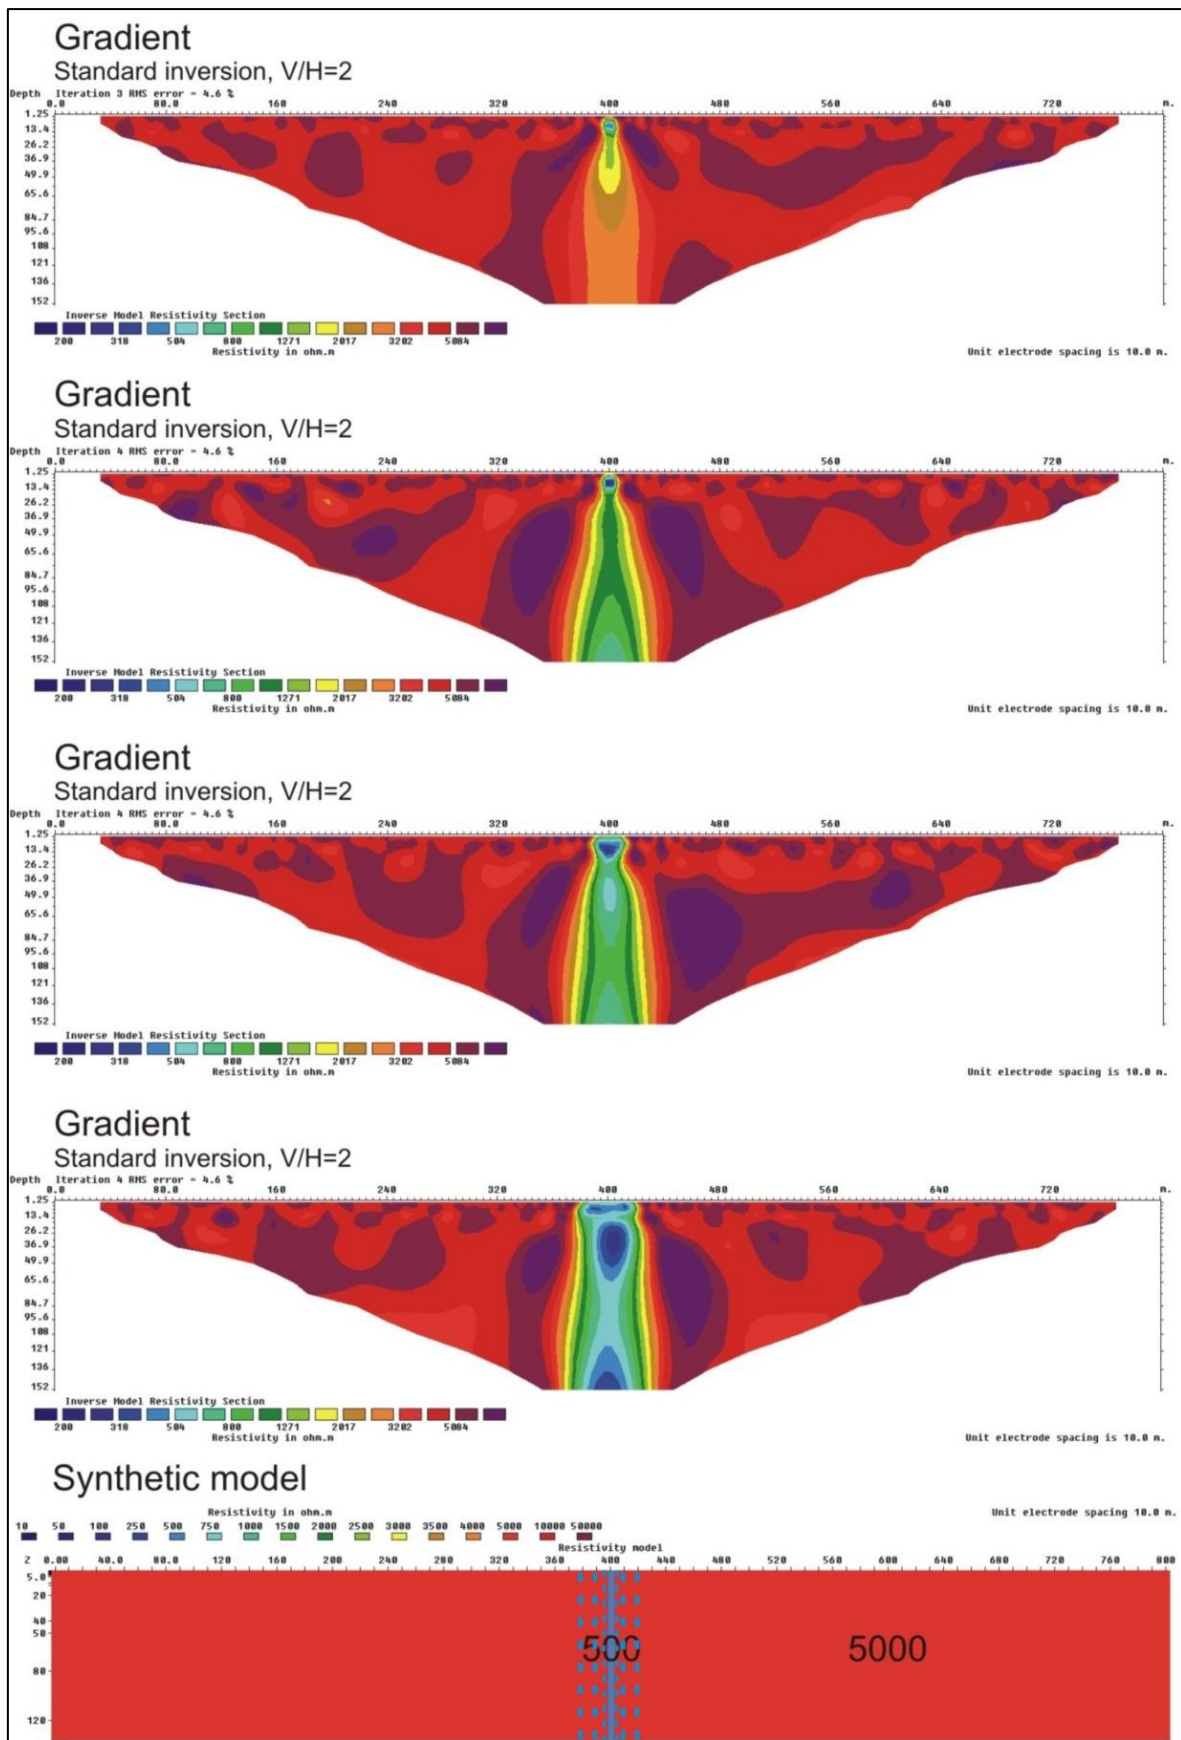 Gradient
Standard inversion, V/H=2
Depth Iteration 3 RMS error = 4.6 %
0.0 80.0 160 240 320 400 480 560 640 720 m.
1.25
13.4
26.2
36.9
49.9
65.6
84.7
95.6
108
121
136
152
Inverse Model Resistivity Section
200 318 504 800 1271 2017 3202 5084
Resistivity in ohm.m
Unit electrode spacing is 10.0 m.
Gradient
Standard inversion, V/H=2
Depth Iteration 4 RMS error = 4.6 %
0.0 80.0 160 240 320 400 480 560 640 720 m.
1.25
13.4
26.2
36.9
49.9
65.6
84.7
95.6
108
121
136
152
Inverse Model Resistivity Section
200 318 504 800 1271 2017 3202 5084
Resistivity in ohm.m
Unit electrode spacing is 10.0 m.
Gradient
Standard inversion, V/H=2
Depth Iteration 4 RMS error = 4.6 %
0.0 80.0 160 240 320 400 480 560 640 720 m.
1.25
13.4
26.2
36.9
49.9
65.6
84.7
95.6
108
121
136
152
Inverse Model Resistivity Section
200 318 504 800 1271 2017 3202 5084
Resistivity in ohm.m
Unit electrode spacing is 10.0 m.
Gradient
Standard inversion, V/H=2
Depth Iteration 4 RMS error = 4.6 %
0.0 80.0 160 240 320 400 480 560 640 720 m.
1.25
13.4
26.2
36.9
49.9
65.6
84.7
95.6
108
121
136
152
Inverse Model Resistivity Section
200 318 504 800 1271 2017 3202 5084
Resistivity in ohm.m
Unit electrode spacing is 10.0 m.
Synthetic model
Resistivity in ohm.m
Unit electrode spacing 10.0 m.
10 50 100 250 500 750 1000 1500 2000 2500 3000 3500 4000 5000 10000 50000
Resistivity model
Z 0.00 40.0 80.0 120 160 200 240 280 320 360 400 440 480 520 560 600 640 680 720 760 800
5.0
20
40
50
80
120
500
5000